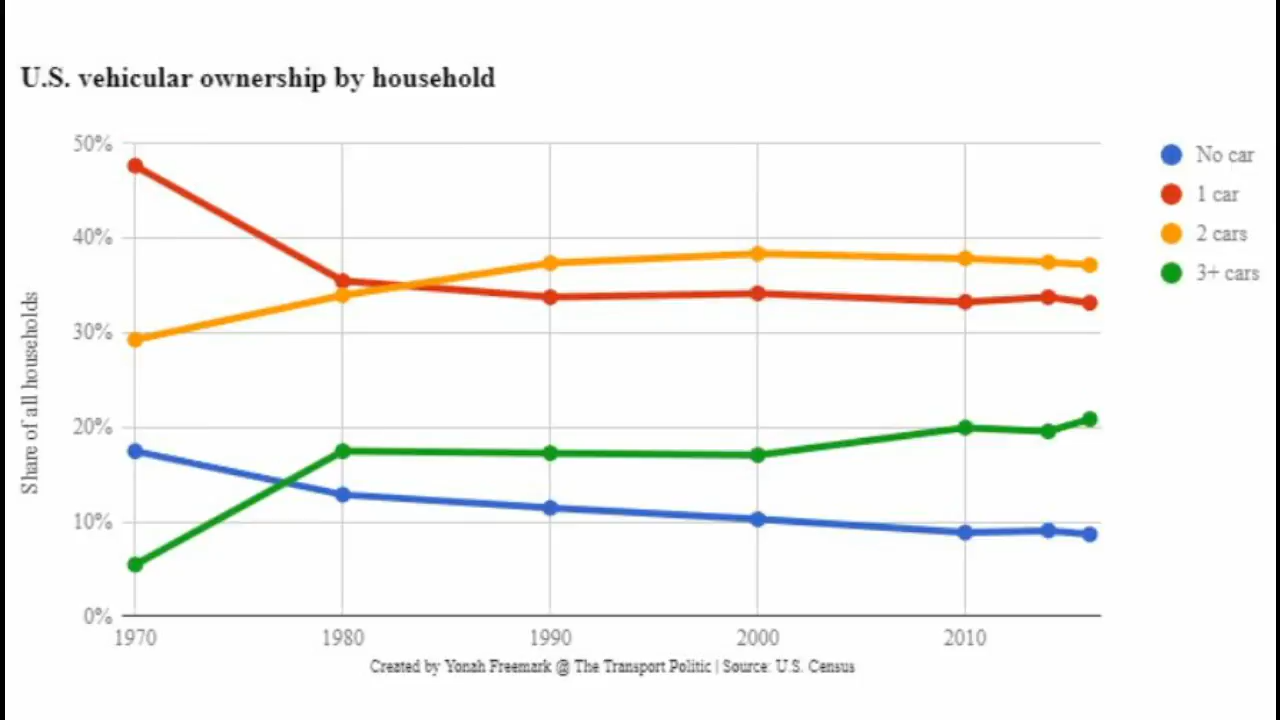 U.S. vehicular ownership by household
50%
40%
30%
20%
10%
0%
Share of all households
1970 1980 1990 2000 2010
No car
1 car
2 cars
3+ cars
Created by Yonah Freemark @ The Transport Politic | Source: U.S. Census